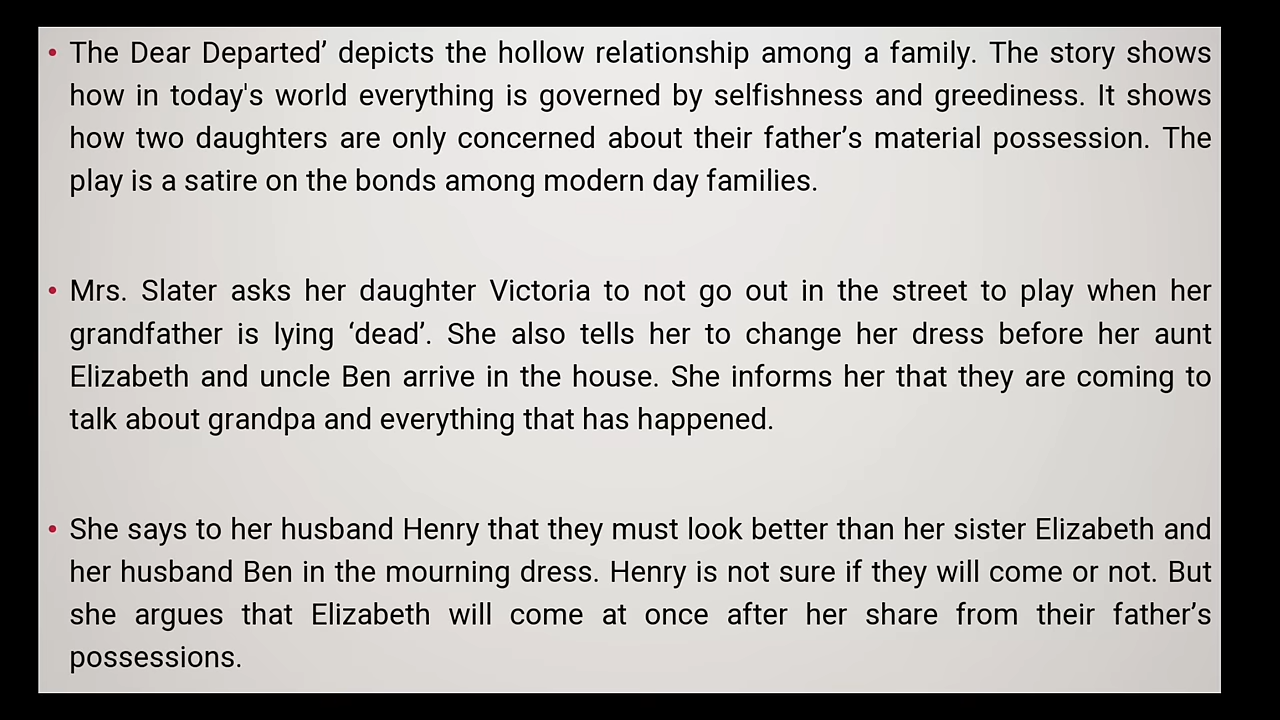 • The Dear Departed’ depicts the hollow relationship among a family. The story shows
how in today's world everything is governed by selfishness and greediness. It shows
how two daughters are only concerned about their father’s material possession. The
play is a satire on the bonds among modern day families.
• Mrs. Slater asks her daughter Victoria to not go out in the street to play when her
grandfather is lying ‘dead’. She also tells her to change her dress before her aunt
Elizabeth and uncle Ben arrive in the house. She informs her that they are coming to
talk about grandpa and everything that has happened.
• She says to her husband Henry that they must look better than her sister Elizabeth and
her husband Ben in the mourning dress. Henry is not sure if they will come or not. But
she argues that Elizabeth will come at once after her share from their father’s
possessions.